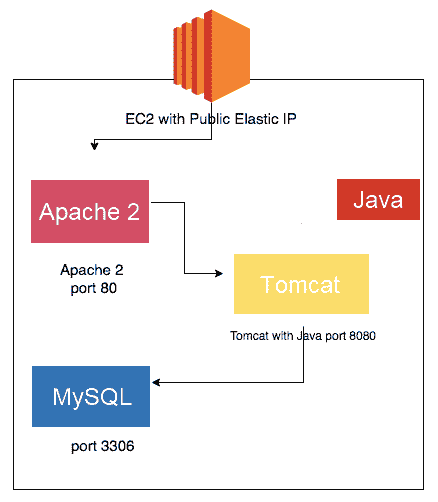 EC2 with Public Elastic IP
Java
Apache 2
Apache 2
port 80
Tomcat
Tomcat with Java port 8080
MySQL
port 3306